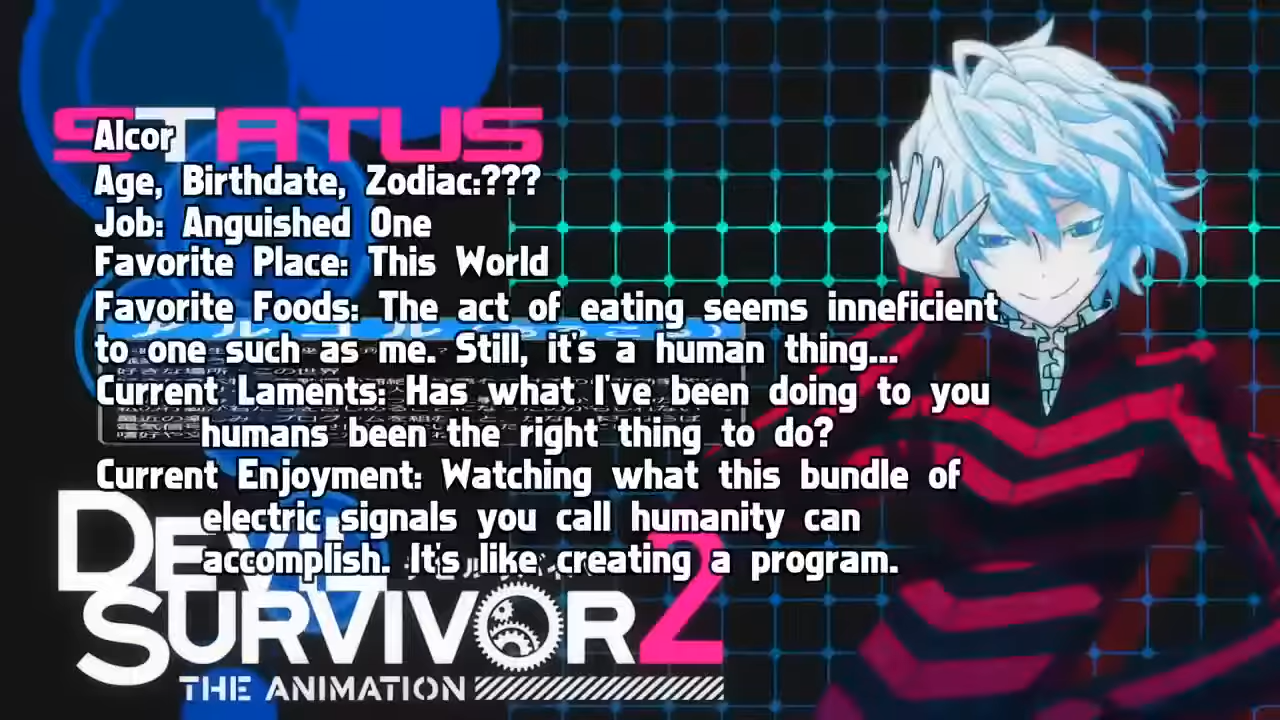 STATUS
Alcor
Age, Birthdate, Zodiac:???
Job: Anguished One
Favorite Place: This World
Favorite Foods: The act of eating seems inneficient
to one such as me. Still, it's a human thing...
Current Laments: Has what I've been doing to you
humans been the right thing to do?
Current Enjoyment: Watching what this bundle of
electric signals you call humanity can
accomplish. It's like creating a program.
DEVIL
SURVIVOR 2
THE ANIMATION